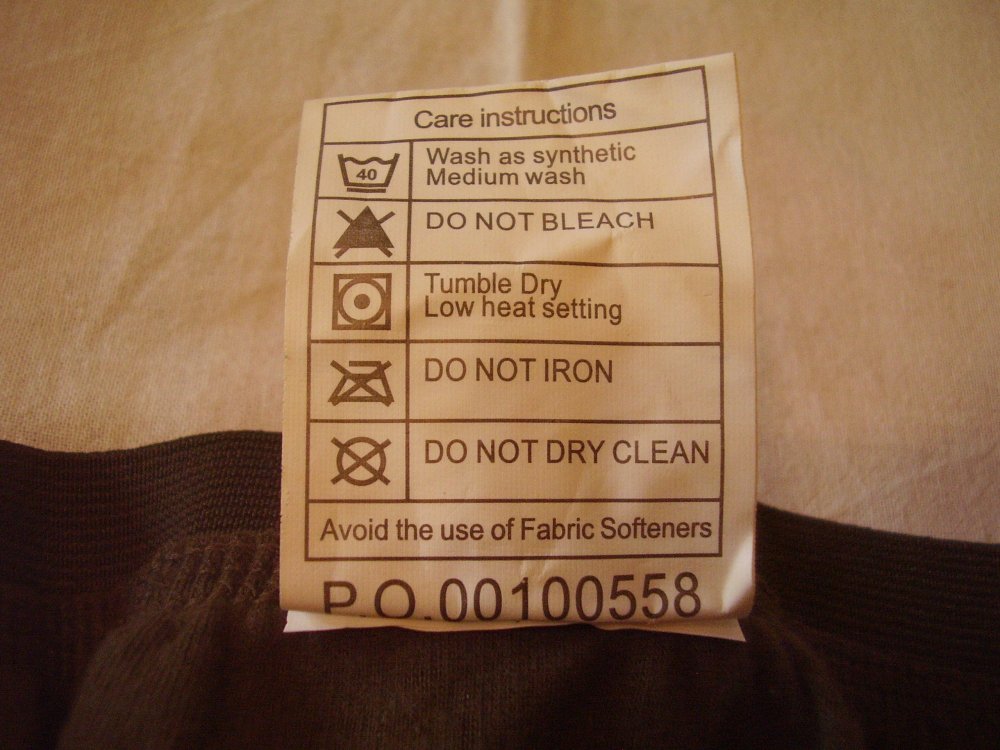 Care instructions
40
Wash as synthetic
Medium wash
DO NOT BLEACH
Tumble Dry
Low heat setting
DO NOT IRON
DO NOT DRY CLEAN
Avoid the use of Fabric Softeners
P.O.00100558